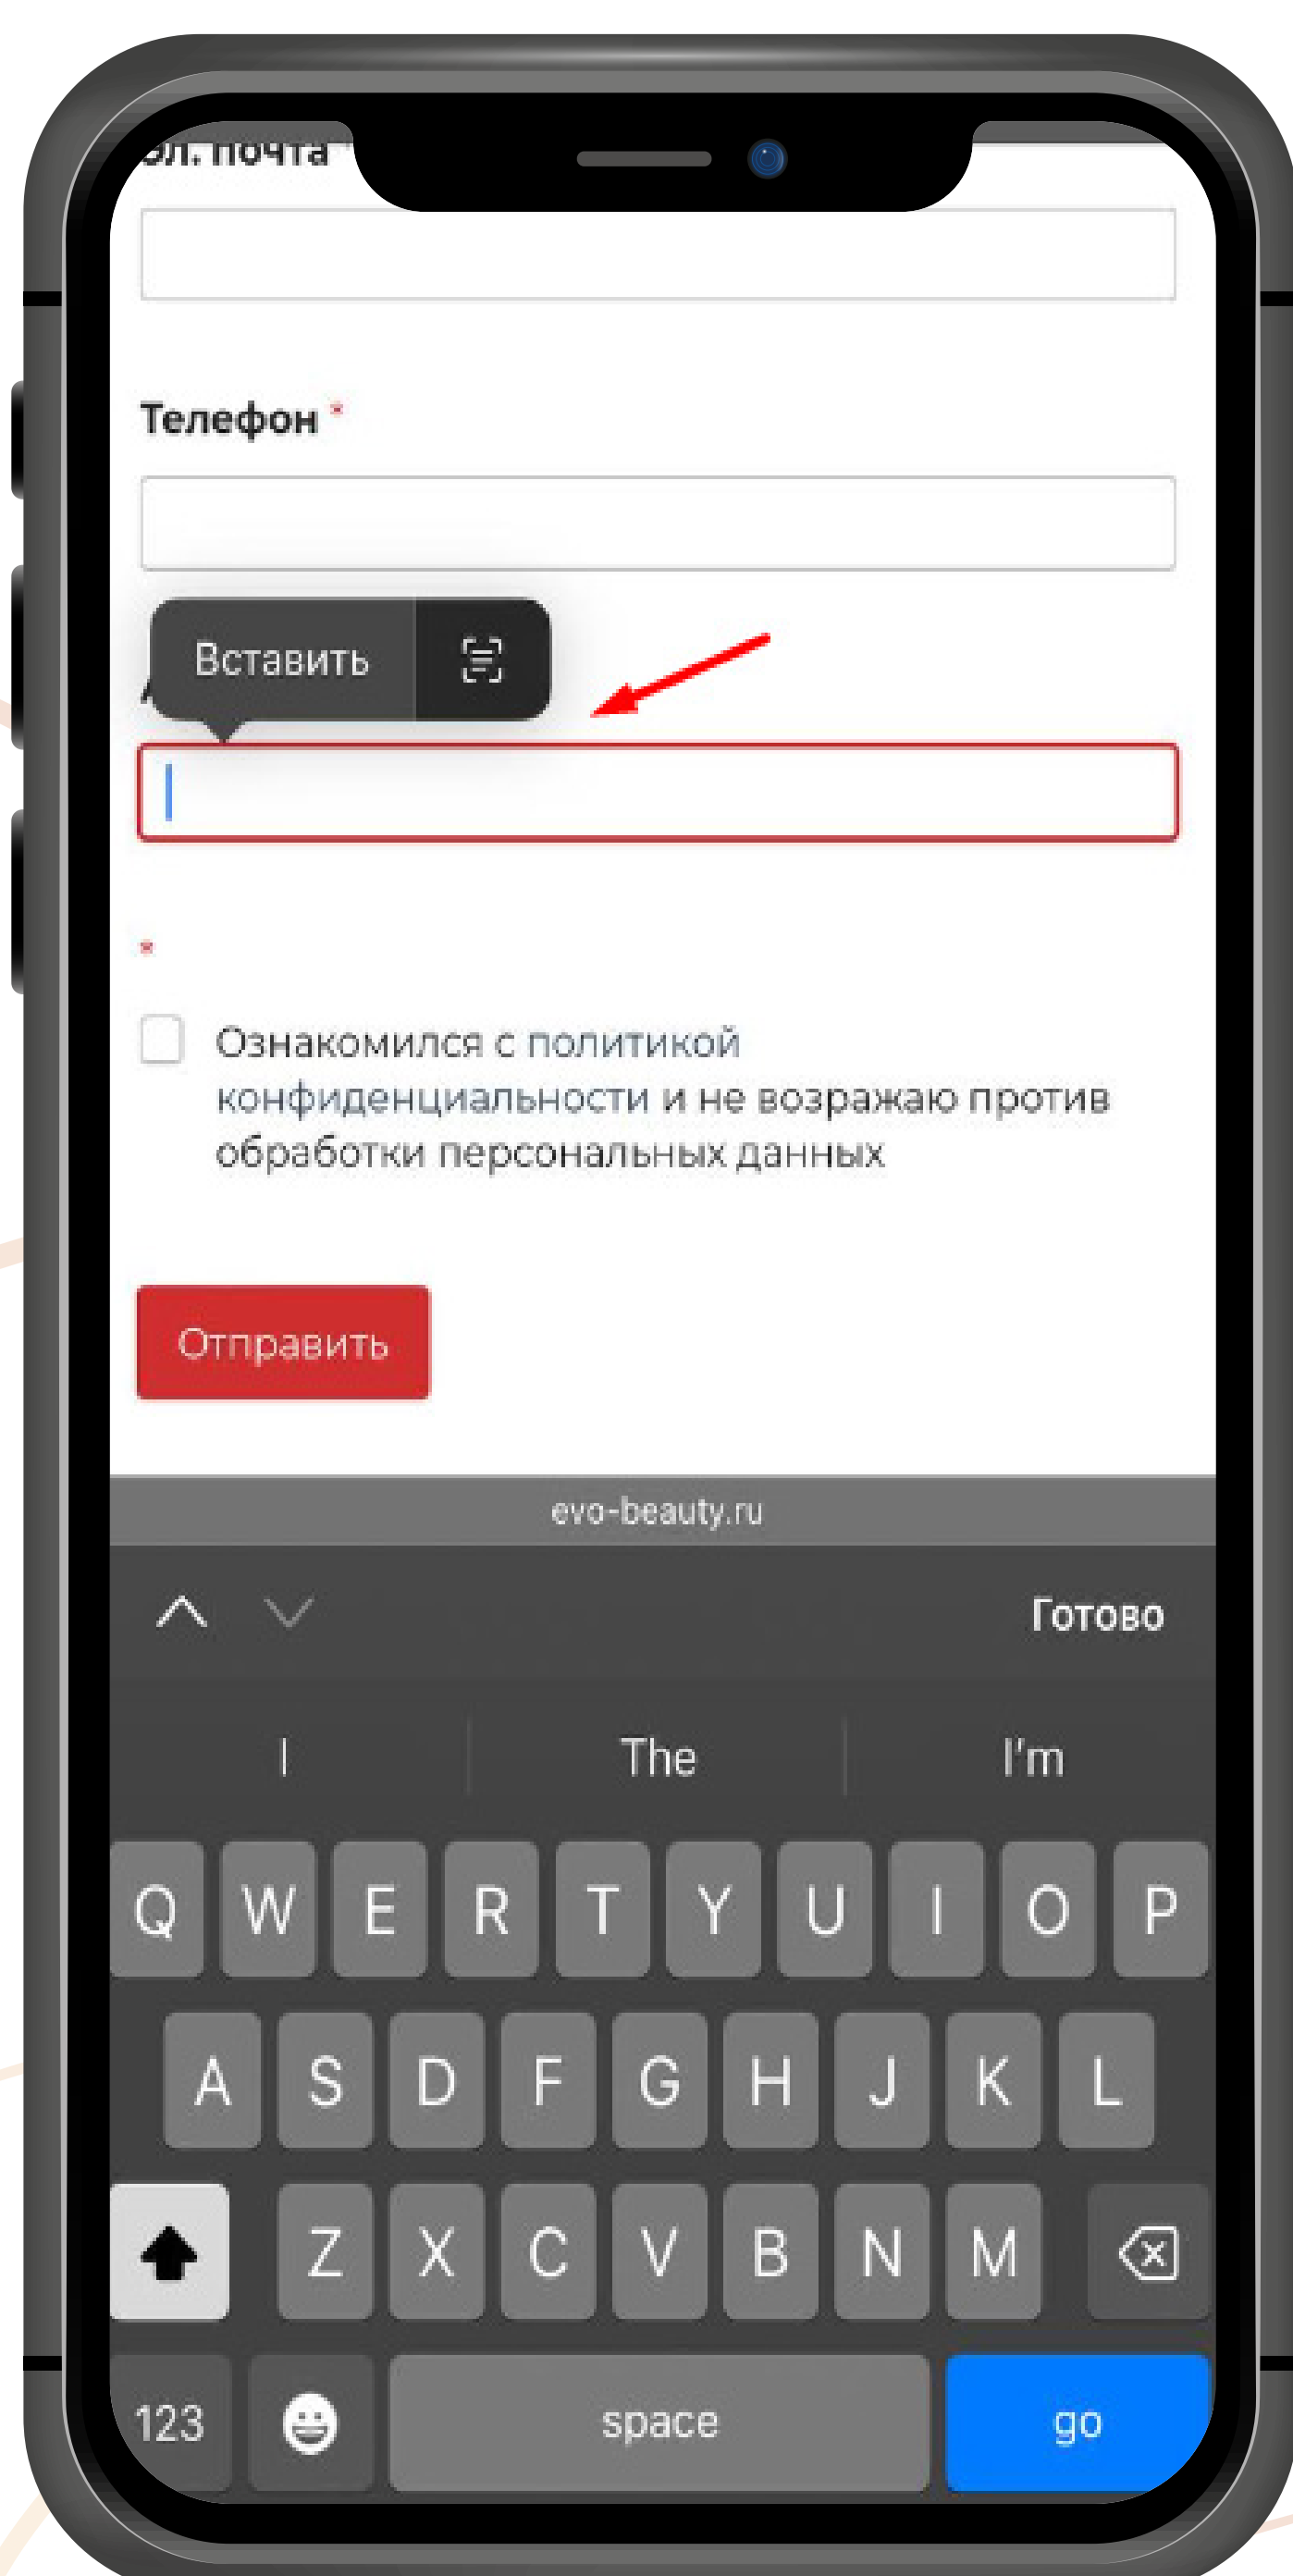 Эл. почта
Телефон *
Вставить
*
Ознакомился с политикой
конфиденциальности и не возражаю против
обработки персональных данных
Отправить
evo-beauty.ru
Готово
I The I'm
Q W E R T Y U I O P
A S D F G H J K L
Z X C V B N M
123 space go